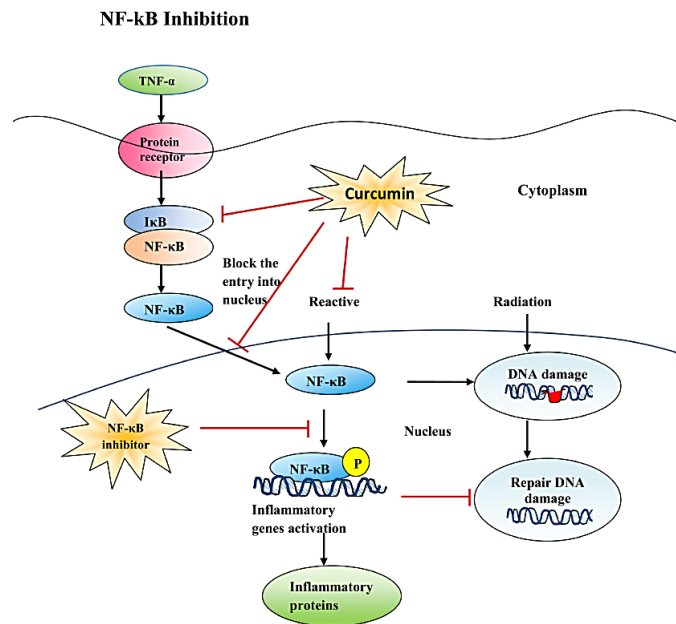 NF-kB Inhibition
TNF-α
Protein
receptor
Curcumin
Cytoplasm
IκB
NF-κB
Block the
entry into
nucleus
NF-κB
Reactive
Radiation
NF-κB
DNA damage
NF-κB
inhibitor
Nucleus
NF-κB
P
Inflammatory
genes activation
Repair DNA
damage
Inflammatory
proteins